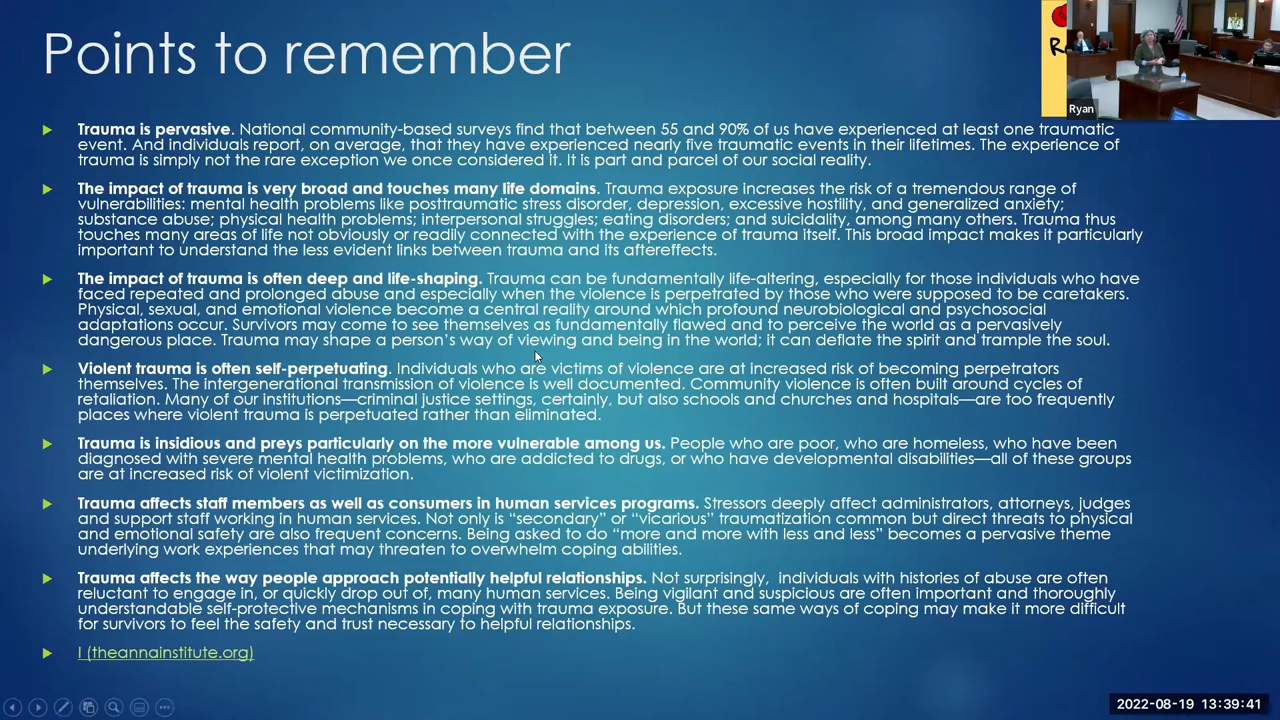 Points to remember
R
Ryan
Trauma is pervasive. National community-based surveys find that between 55 and 90% of us have experienced at least one traumatic
event. And individuals report, on average, that they have experienced nearly five traumatic events in their lifetimes. The experience of
trauma is simply not the rare exception we once considered it. It is part and parcel of our social reality.
The impact of trauma is very broad and touches many life domains. Trauma exposure increases the risk of a tremendous range of
vulnerabilities: mental health problems like posttraumatic stress disorder, depression, excessive hostility, and generalized anxiety;
substance abuse; physical health problems; interpersonal struggles; eating disorders; and suicidality, among many others. Trauma thus
touches many areas of life not obviously or readily connected with the experience of trauma itself. This broad impact makes it particularly
important to understand the less evident links between trauma and its aftereffects.
The impact of trauma is often deep and life-shaping. Trauma can be fundamentally life-altering, especially for those individuals who have
faced repeated and prolonged abuse and especially when the violence is perpetrated by those who were supposed to be caretakers.
Physical, sexual, and emotional violence become a central reality around which profound neurobiological and psychosocial
adaptations occur. Survivors may come to see themselves as fundamentally flawed and to perceive the world as a pervasively
dangerous place. Trauma may shape a person's way of viewing and being in the world; it can deflate the spirit and trample the soul.
Violent trauma is often self-perpetuating. Individuals who are victims of violence are at increased risk of becoming perpetrators
themselves. The intergenerational transmission of violence is well documented. Community violence is often built around cycles of
retaliation. Many of our institutions—criminal justice settings, certainly, but also schools and churches and hospitals—are too frequently
places where violent trauma is perpetuated rather than eliminated.
Trauma is insidious and preys particularly on the more vulnerable among us. People who are poor, who are homeless, who have been
diagnosed with severe mental health problems, who are addicted to drugs, or who have developmental disabilities—all of these groups
are at increased risk of violent victimization.
Trauma affects staff members as well as consumers in human services programs. Stressors deeply affect administrators, attorneys, judges
and support staff working in human services. Not only is “secondary” or “vicarious” traumatization common but direct threats to physical
and emotional safety are also frequent concerns. Being asked to do “more and more with less and less” becomes a pervasive theme
underlying work experiences that may threaten to overwhelm coping abilities.
Trauma affects the way people approach potentially helpful relationships. Not surprisingly, individuals with histories of abuse are often
reluctant to engage in, or quickly drop out of, many human services. Being vigilant and suspicious are often important and thoroughly
understandable self-protective mechanisms in coping with trauma exposure. But these same ways of coping may make it more difficult
for survivors to feel the safety and trust necessary to helpful relationships.
I (theannainstitute.org)
2022-08-19 13:39:41